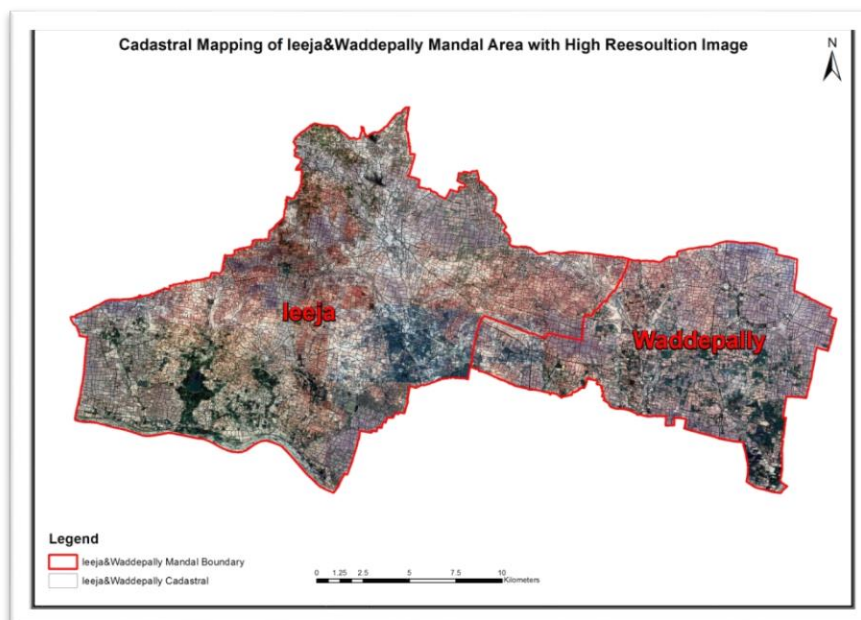 Cadastral Mapping of Ieeja&Waddepally Mandal Area with High Reesoultion Image
N
Ieeja
Waddepally
Legend
Ieeja&Waddepally Mandal Boundary
Ieeja&Waddepally Cadastral
0 1.25 2.5 5 7.5 10
Kilometers